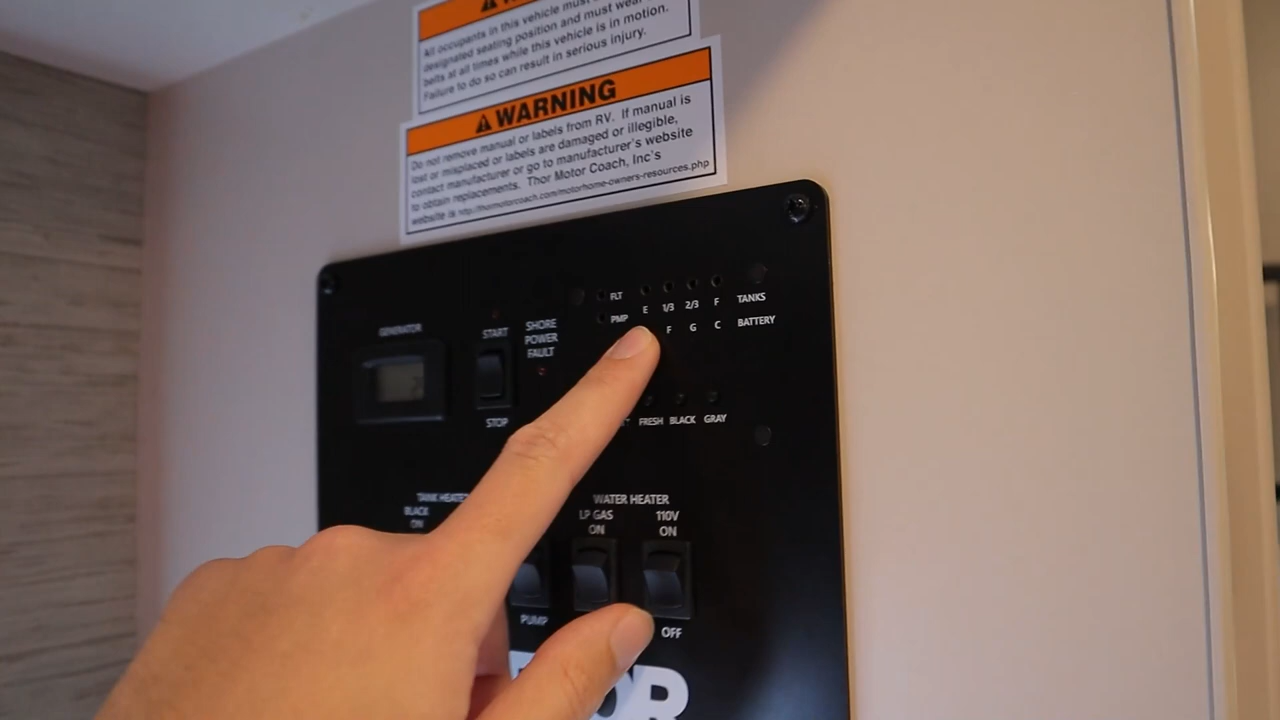 All occupants in this vehicle must
designated seating position and must wear
belts at all times while this vehicle is in motion.
Failure to do so can result in serious injury.
WARNING
Do not remove manual or labels from RV. If manual is
lost or misplaced or labels are damaged or illegible,
contact manufacturer or go to manufacturer's website
to obtain replacements. Thor Motor Coach, Inc's
website is http://thormotorcoach.com/motorhome-owners-resources.php
GENERATOR
START
STOP
SHORE
POWER
FAULT
FLT
E 1/3 2/3 F TANKS
PMP
F G C BATTERY
FRESH BLACK GRAY
TANK HEATER
BLACK
ON
PUMP
WATER HEATER
LP GAS
ON
110V
ON
OFF